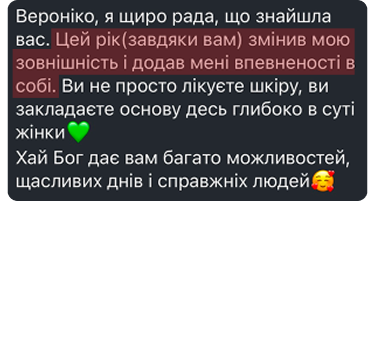 Вероніко, я щиро рада, що знайшла
вас. Цей рік(завдяки вам) змінив мою
зовнішність і додав мені впевненості в
собі. Ви не просто лікуєте шкіру, ви
закладаєте основу десь глибоко в суті
жінки💚
Хай Бог дає вам багато можливостей,
щасливих днів і справжніх людей🥰